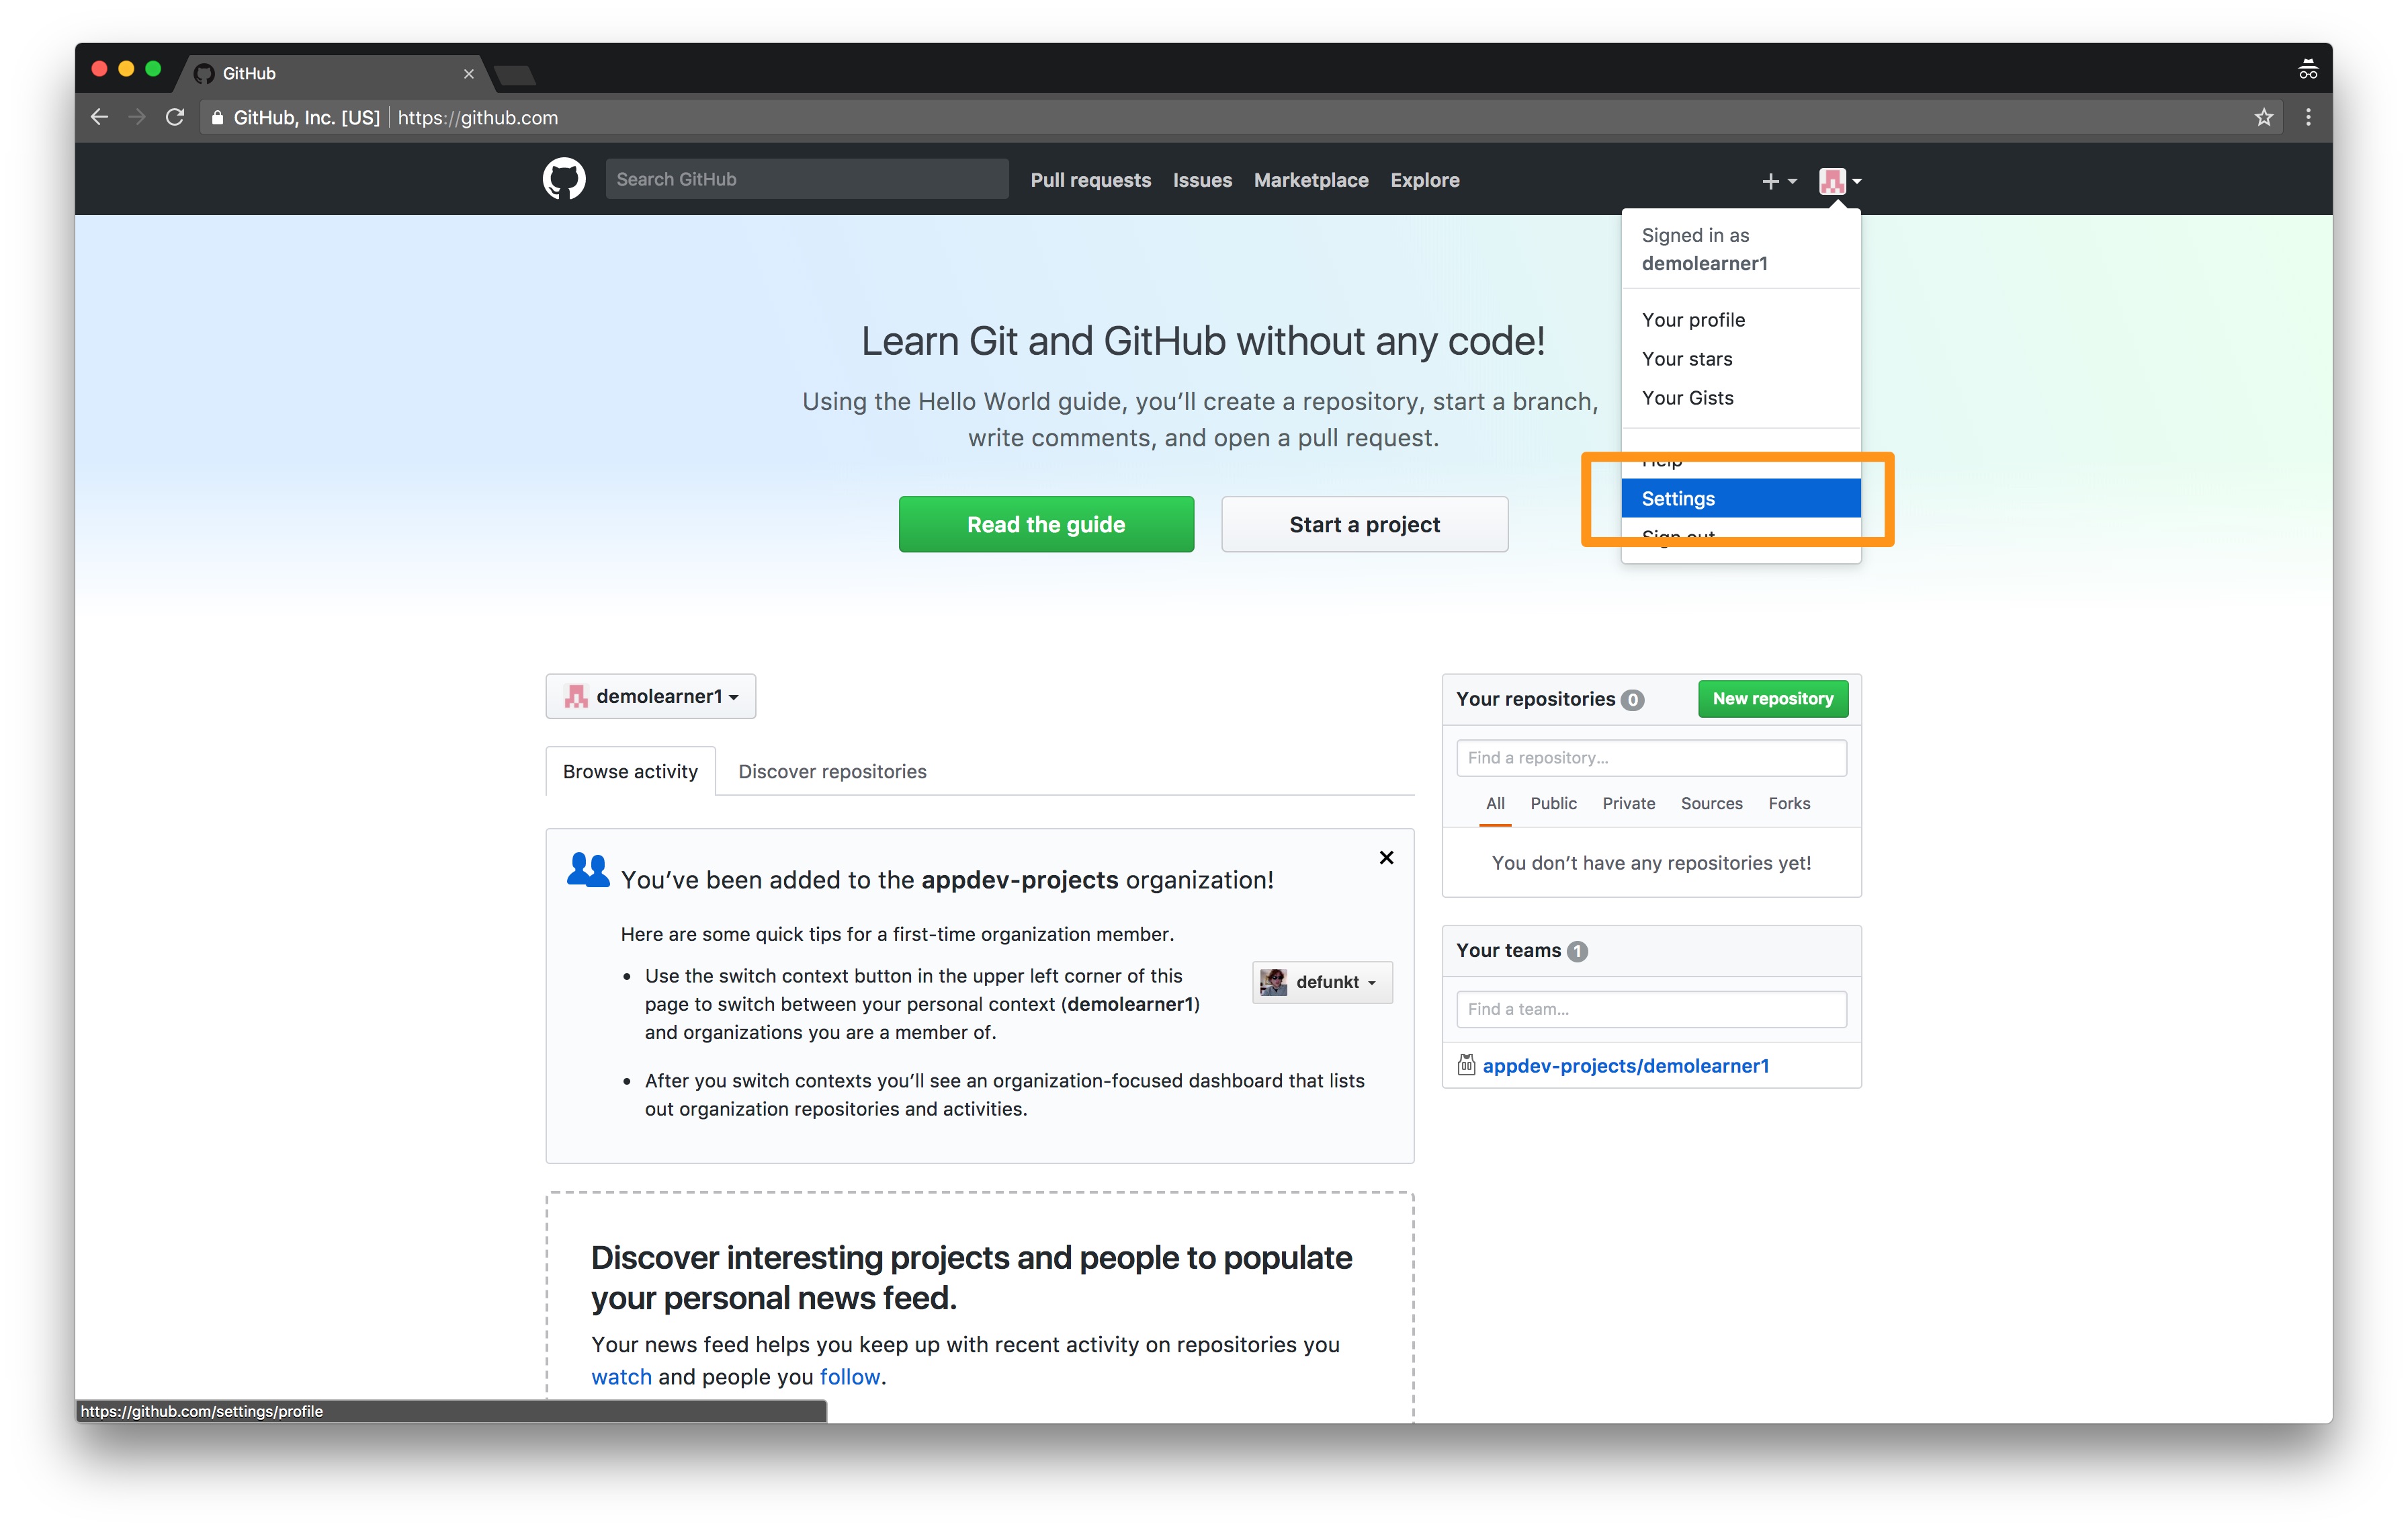 GitHub
GitHub, Inc. [US] https://github.com
Search GitHub
Pull requests Issues Marketplace Explore
Signed in as
demolearner1
Your profile
Your stars
Your Gists
Help
Settings
Sign out
Learn Git and GitHub without any code!
Using the Hello World guide, you’ll create a repository, start a branch,
write comments, and open a pull request.
Read the guide
Start a project
demolearner1
Browse activity
Discover repositories
You’ve been added to the appdev-projects organization!
Here are some quick tips for a first-time organization member.
• Use the switch context button in the upper left corner of this
page to switch between your personal context (demolearner1)
and organizations you are a member of.
defunkt
• After you switch contexts you’ll see an organization-focused dashboard that lists
out organization repositories and activities.
Discover interesting projects and people to populate
your personal news feed.
Your news feed helps you keep up with recent activity on repositories you
watch and people you follow.
Your repositories 0
New repository
Find a repository...
All Public Private Sources Forks
You don’t have any repositories yet!
Your teams 1
Find a team...
appdev-projects/demolearner1
https://github.com/settings/profile